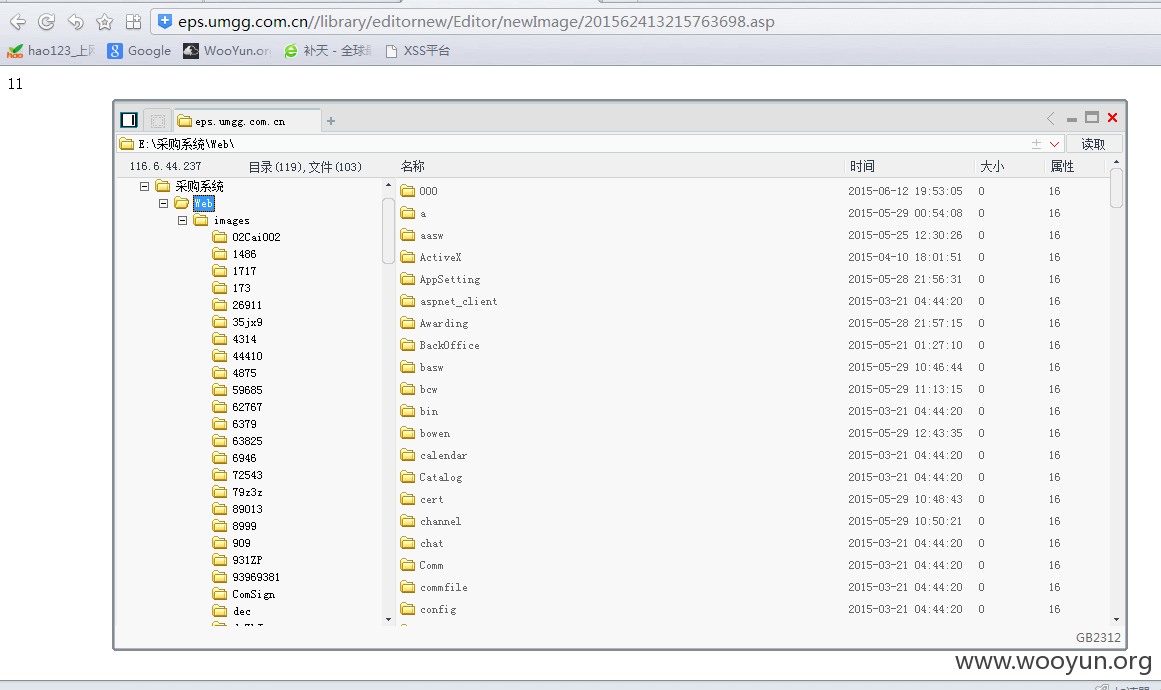 eps.umgg.com.cn//library/editornew/Editor/newImage/201562413215763698.asp
hao123_上 Google WooYun.or 补天 - 全球 XSS平台
11
eps.umgg.com.cn
E:\采购系统\Web\ 读取
116.6.44.237 目录(119),文件(103) 名称 时间 大小 属性
采购系统
Web
images
02Cai002
1486
1717
173
26911
35jx9
4314
44410
4875
59685
62767
6379
63825
6946
72543
79z3z
89013
8999
909
931ZP
93969381
ComSign
dec
000 2015-06-12 19:53:05 0 16
a 2015-05-29 00:54:08 0 16
aasw 2015-05-25 12:30:26 0 16
ActiveX 2015-04-10 18:01:51 0 16
AppSetting 2015-05-28 21:56:31 0 16
aspnet_client 2015-03-21 04:44:20 0 16
Awarding 2015-05-28 21:57:15 0 16
BackOffice 2015-05-21 01:27:10 0 16
basw 2015-05-29 10:46:44 0 16
bcw 2015-05-29 11:13:15 0 16
bin 2015-03-21 04:44:20 0 16
bowen 2015-05-29 12:43:35 0 16
calendar 2015-03-21 04:44:20 0 16
Catalog 2015-03-21 04:44:20 0 16
cert 2015-05-29 10:48:43 0 16
channel 2015-05-29 10:50:21 0 16
chat 2015-03-21 04:44:20 0 16
Comm 2015-03-21 04:44:20 0 16
commfile 2015-03-21 04:44:20 0 16
config 2015-03-21 04:44:20 0 16
GB2312
www.wooyun.org